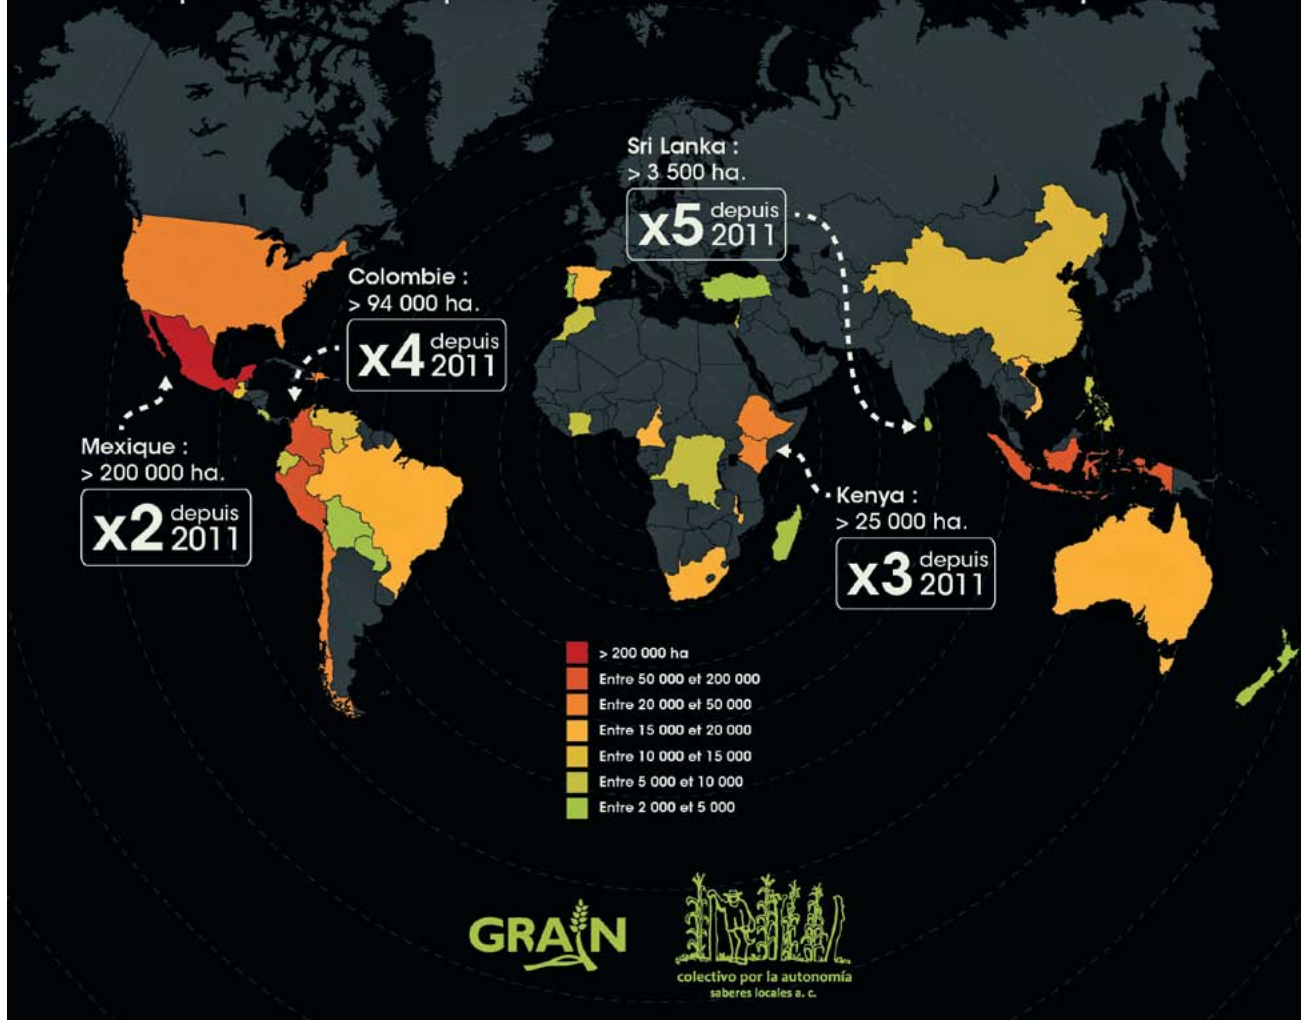 Sri Lanka :
> 3 500 ha.
x5 depuis
2011
Colombie :
> 94 000 ha.
x4 depuis
2011
Mexique :
> 200 000 ha.
x2 depuis
2011
Kenya :
> 25 000 ha.
x3 depuis
2011
> 200 000 ha
Entre 50 000 et 200 000
Entre 20 000 et 50 000
Entre 15 000 et 20 000
Entre 10 000 et 15 000
Entre 5 000 et 10 000
Entre 2 000 et 5 000
GRAIN
colectivo por la autonomía
saberes locales a. c.